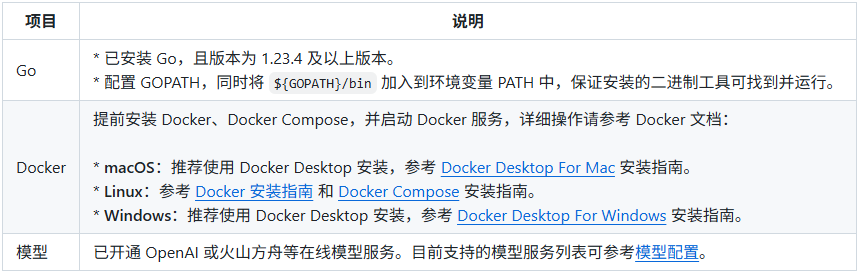 项目 说明
Go
* 已安装 Go，且版本为 1.23.4 及以上版本。
* 配置 GOPATH，同时将 ${GOPATH}/bin 加入到环境变量 PATH 中，保证安装的二进制工具可找到并运行。
Docker
提前安装 Docker、Docker Compose，并启动 Docker 服务，详细操作请参考 Docker 文档：
* macOS：推荐使用 Docker Desktop 安装，参考 Docker Desktop For Mac 安装指南。
* Linux：参考 Docker 安装指南 和 Docker Compose 安装指南。
* Windows：推荐使用 Docker Desktop 安装，参考 Docker Desktop For Windows 安装指南。
模型 已开通 OpenAI 或火山方舟等在线模型服务。目前支持的模型服务列表可参考模型配置。